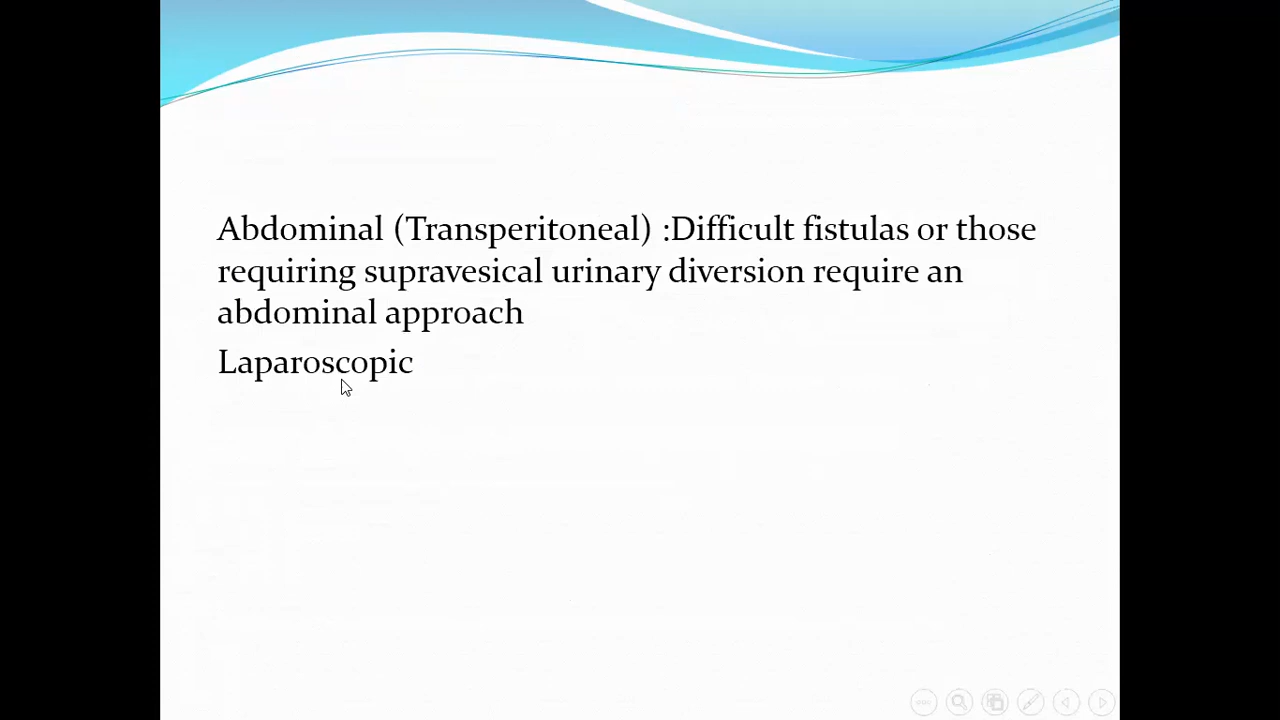 Abdominal (Transperitoneal) :Difficult fistulas or those
requiring supravesical urinary diversion require an
abdominal approach
Laparoscopic